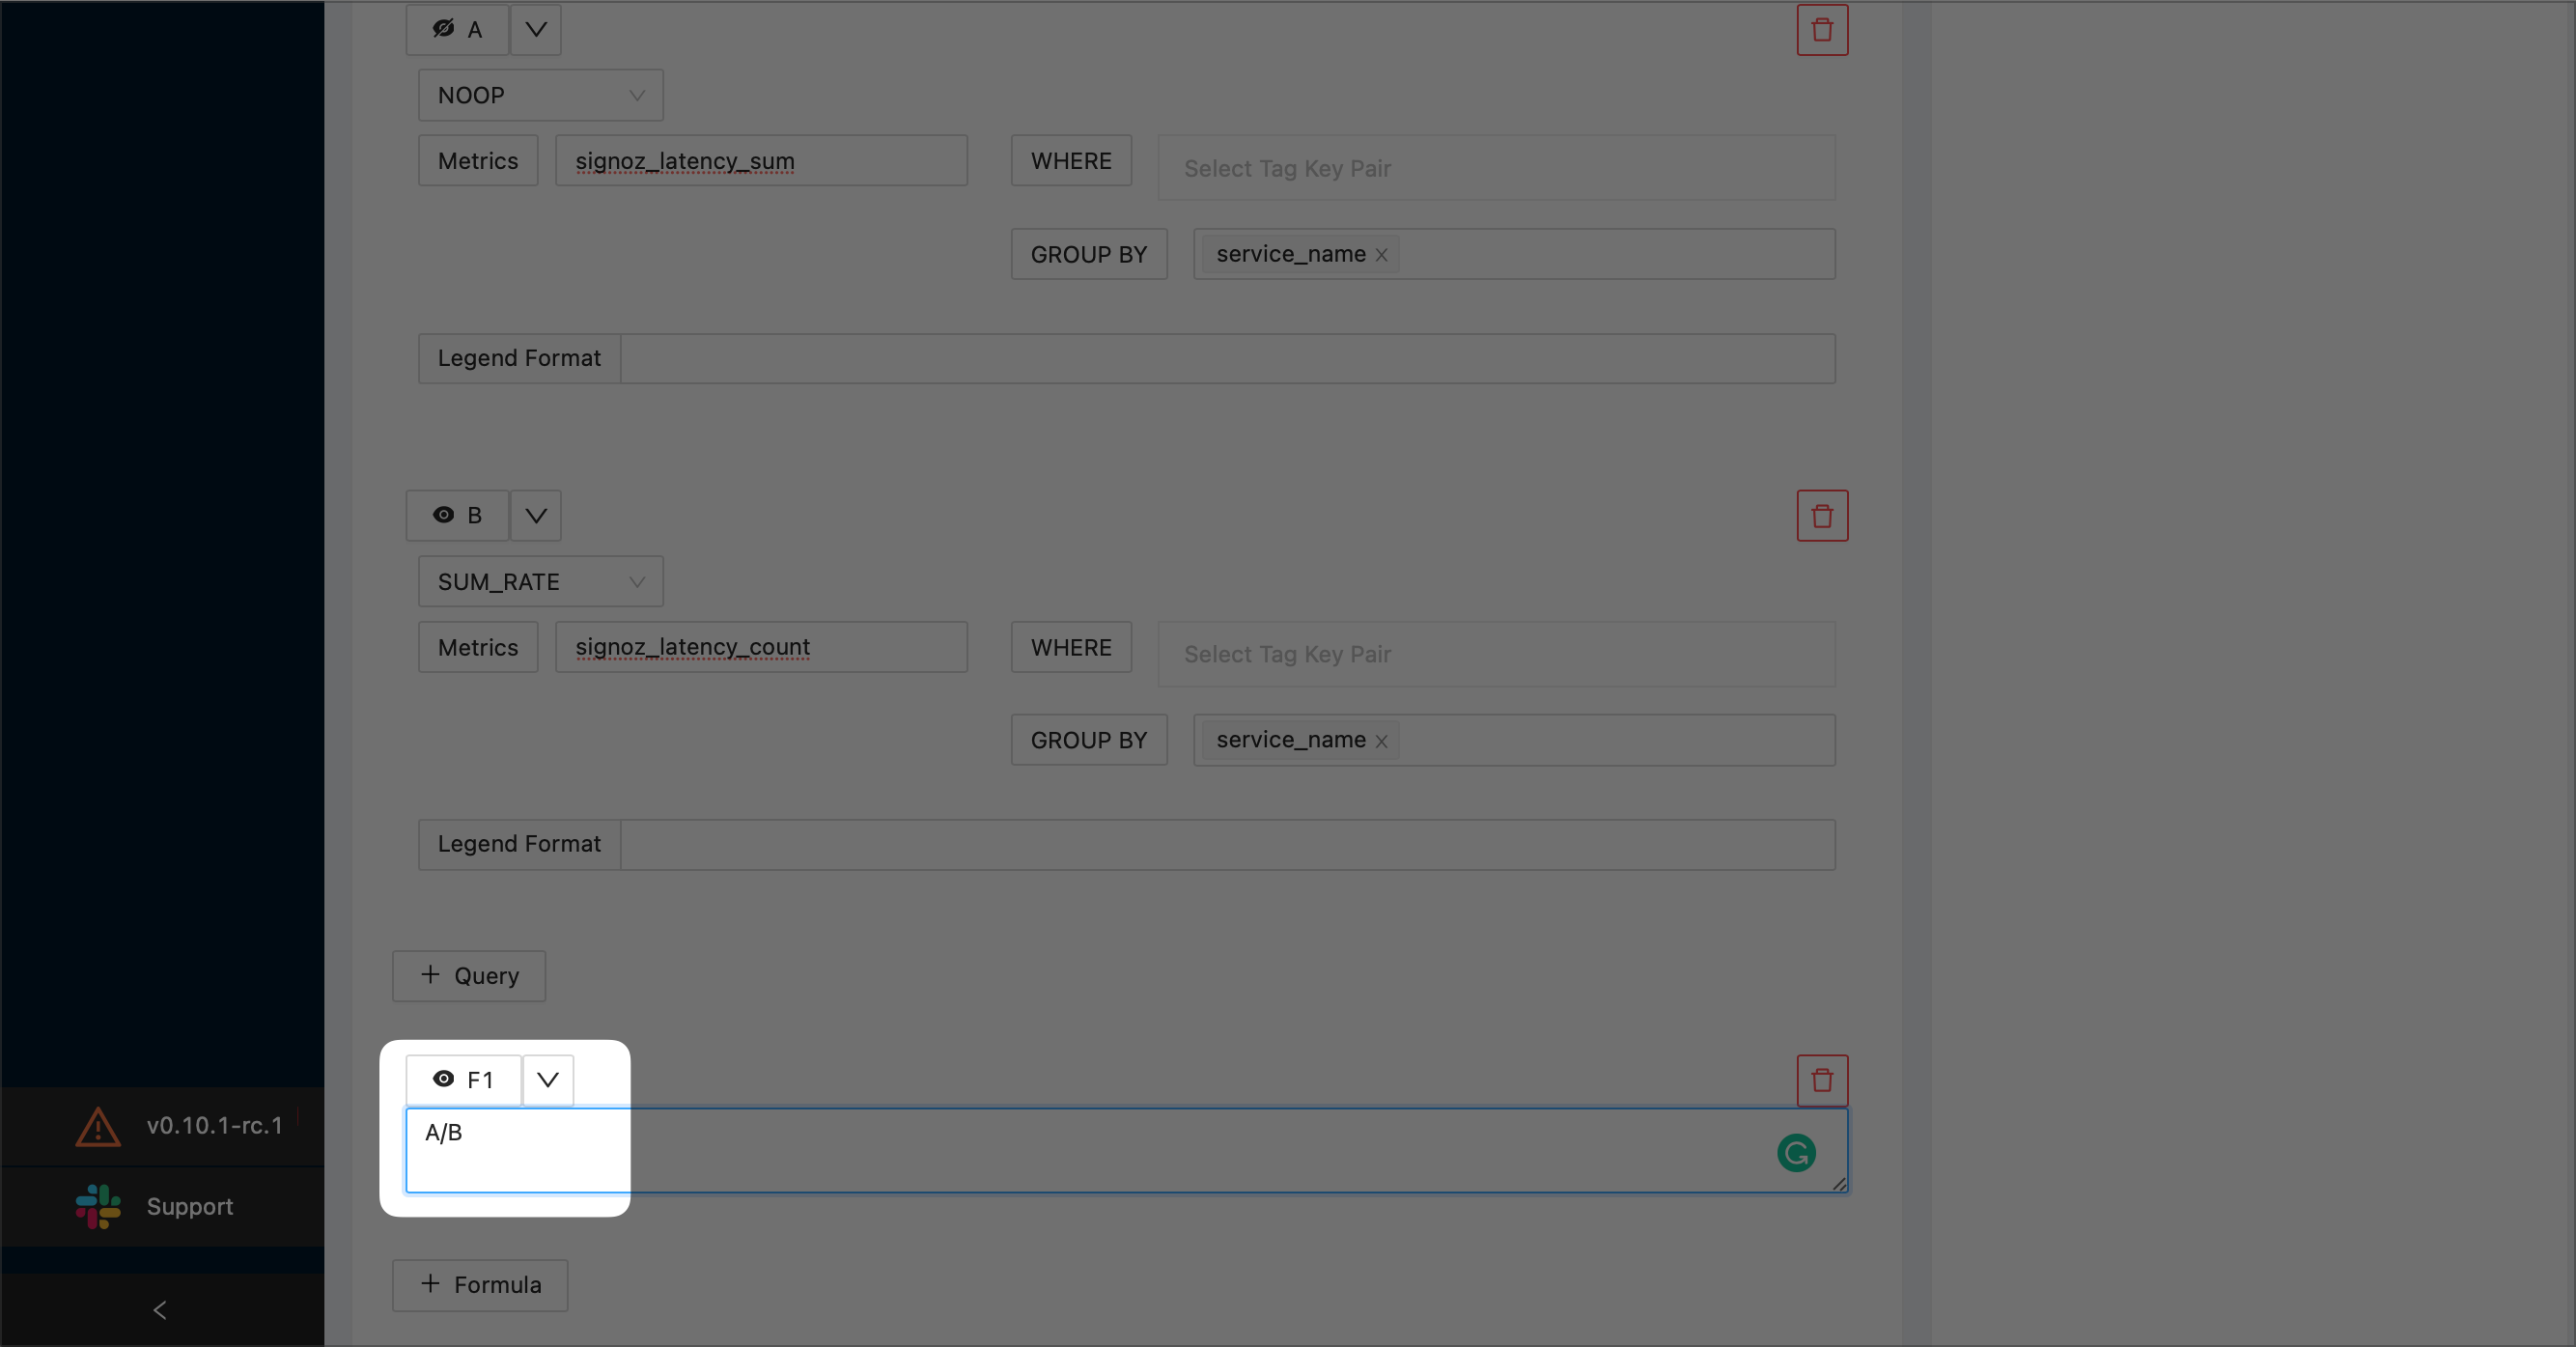 A
NOOP
Metrics signoz_latency_sum WHERE Select Tag Key Pair
GROUP BY service_name
Legend Format
B
SUM_RATE
Metrics signoz_latency_count WHERE Select Tag Key Pair
GROUP BY service_name
Legend Format
+ Query
F1
A/B
v0.10.1-rc.1
Support
+ Formula